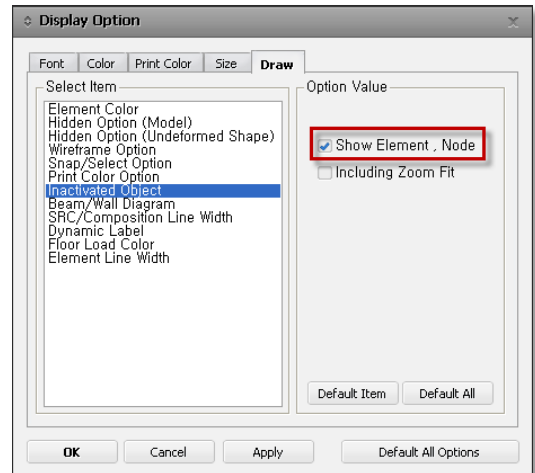 Display Option
Font Color Print Color Size Draw
Select Item
Element Color
Hidden Option (Model)
Hidden Option (Undeformed Shape)
Wireframe Option
Snap/Select Option
Print Color Option
Inactivated Object
Beam/Wall Diagram
SRC/Composition Line Width
Dynamic Label
Floor Load Color
Element Line Width
Option Value
Show Element , Node
Including Zoom Fit
Default Item Default All
OK Cancel Apply Default All Options